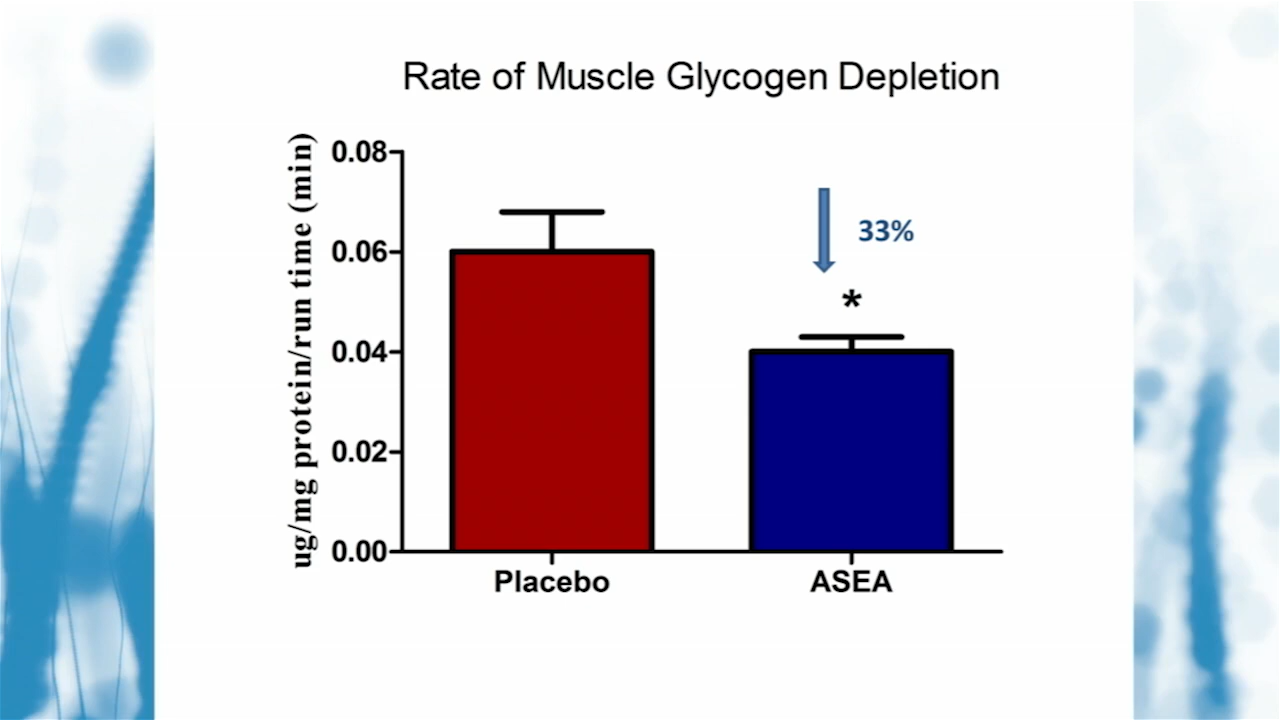 Rate of Muscle Glycogen Depletion
ug/mg protein/run time (min)
0.08
0.06
0.04
0.02
0.00
33%
*
Placebo
ASEA